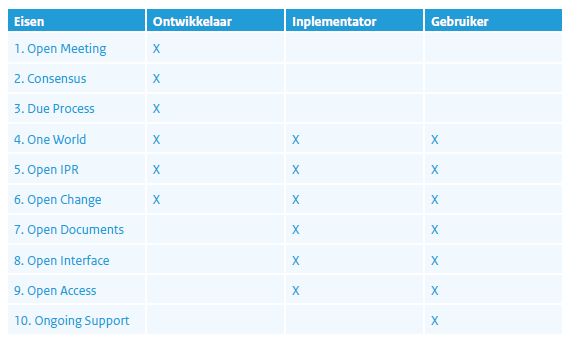 Eisen Ontwikkelaar Inplementator Gebruiker
1. Open Meeting X
2. Consensus X
3. Due Process X
4. One World X X X
5. Open IPR X X X
6. Open Change X X X
7. Open Documents X X
8. Open Interface X X
9. Open Access X X
10. Ongoing Support X